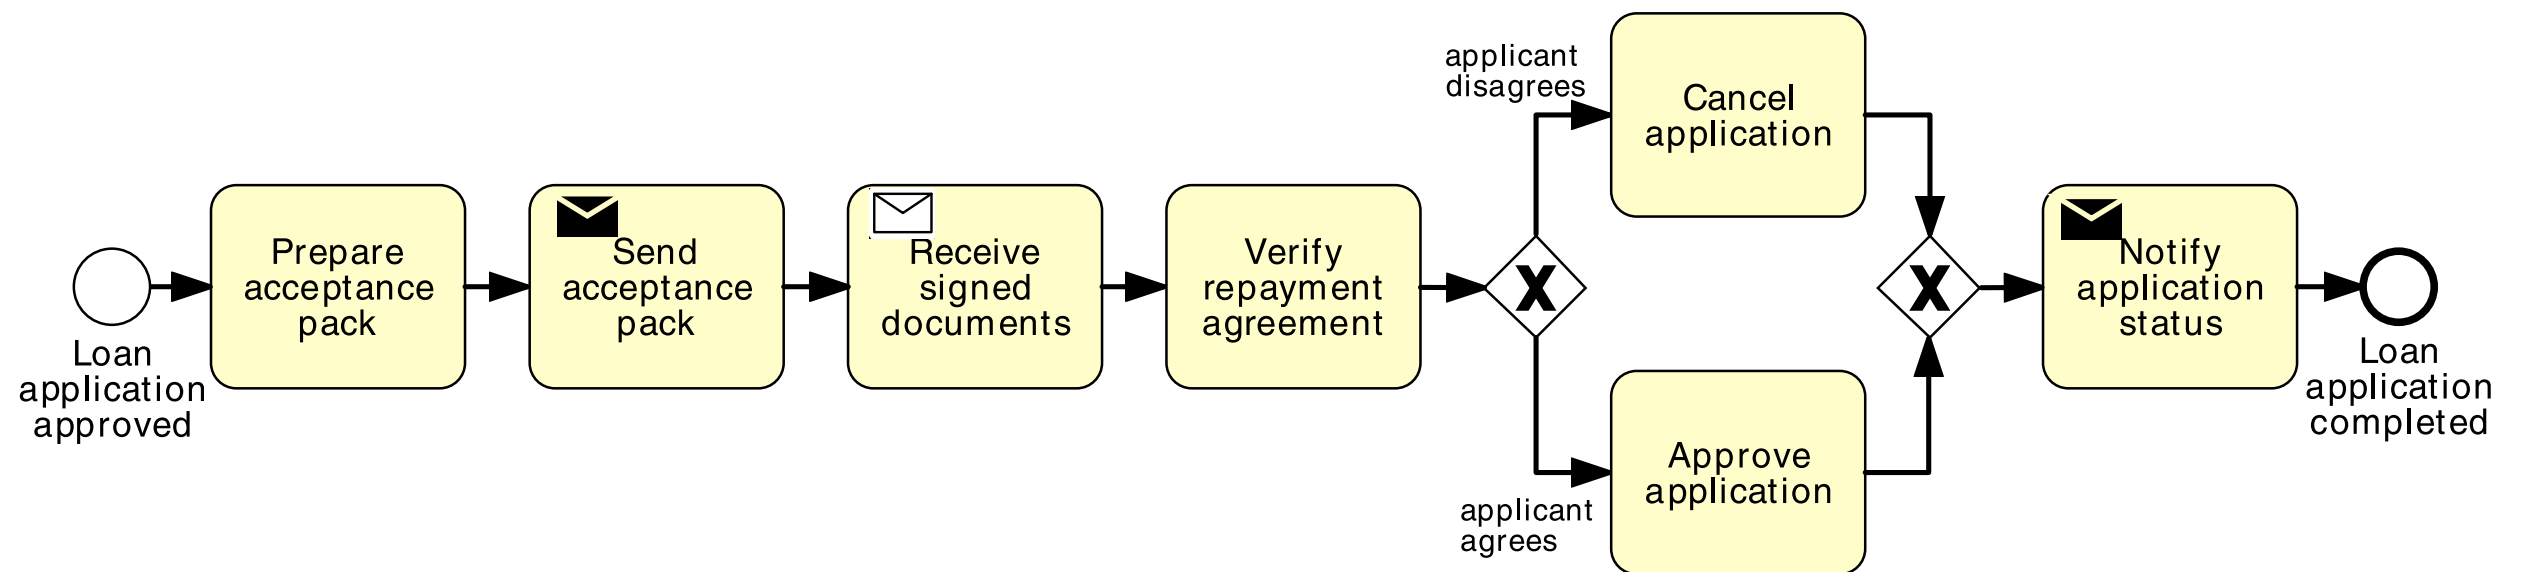 Loan
application
approved
Prepare
acceptance
pack
Send
acceptance
pack
Receive
signed
documents
Verify
repayment
agreement
X
applicant
disagrees
Cancel
application
applicant
agrees
Approve
application
X
Notify
application
status
Loan
application
completed